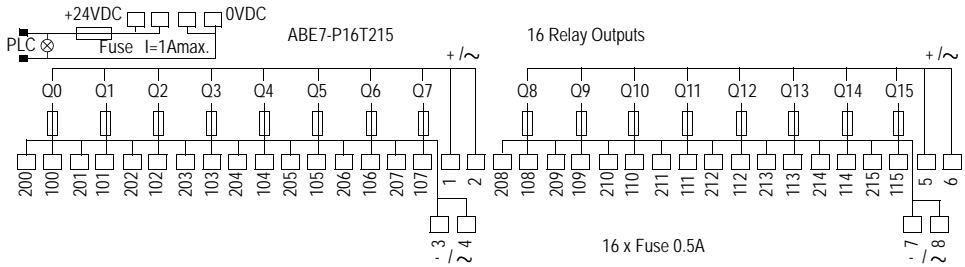 +24VDC 0VDC
PLC Fuse I=1Amax.
ABE7-P16T215 16 Relay Outputs
+ /~ + /~
Q0 Q1 Q2 Q3 Q4 Q5 Q6 Q7 Q8 Q9 Q10 Q11 Q12 Q13 Q14 Q15
200 100 201 101 202 102 203 103 204 104 205 105 206 106 207 107 1 2 208 108 209 109 210 110 211 111 212 112 213 113 214 114 215 115 5 6
3 4 7 8
- /~ 16 x Fuse 0.5A - /~